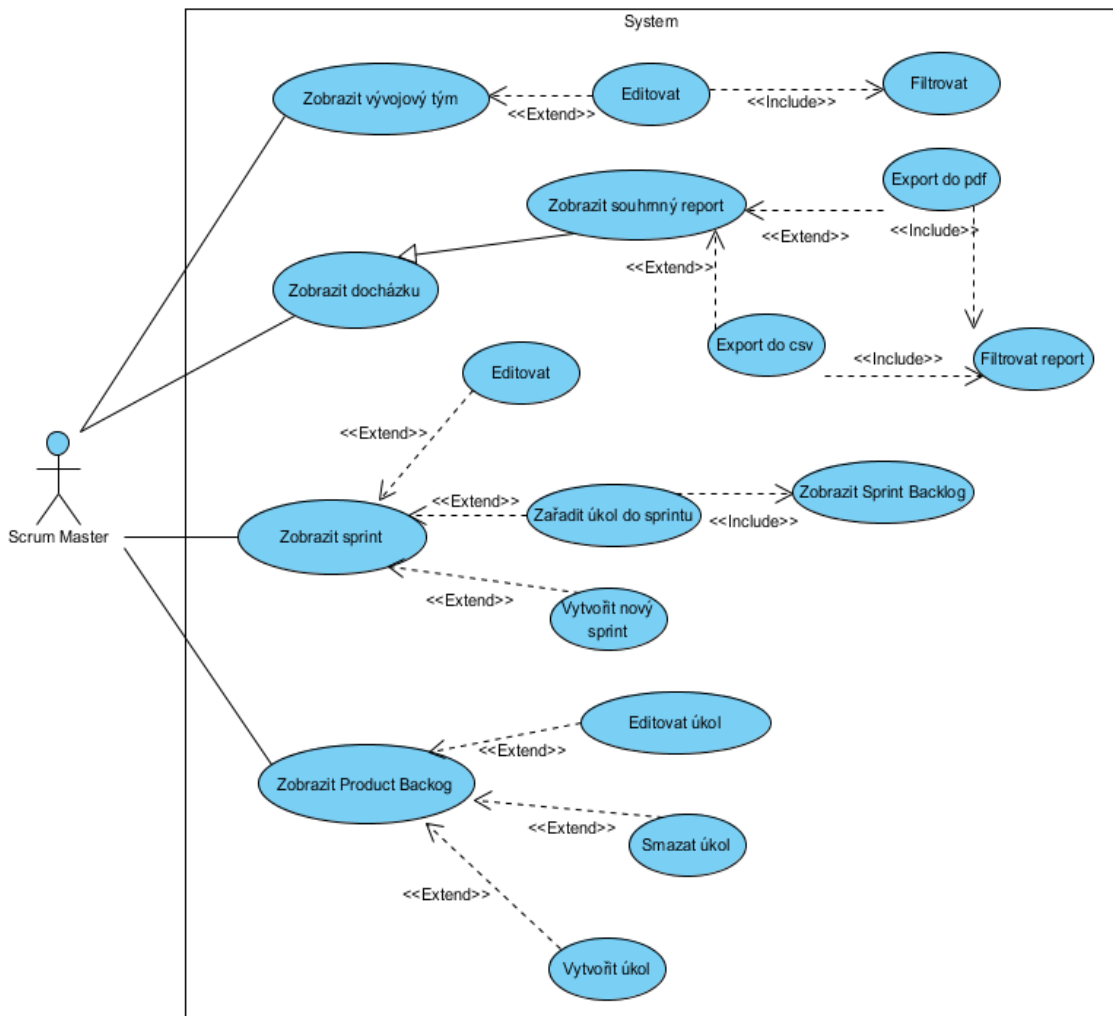 System
Zobrazit vývojový tým
<<Extend>>
Editovat
<<Include>>
Filtrovat
Zobrazit souhrnný report
<<Extend>>
Export do pdf
<<Include>>
<<Extend>>
Zobrazit docházku
Export do csv
<<Include>>
Filtrovat report
Editovat
<<Extend>>
Scrum Master
Zobrazit sprint
<<Extend>>
Zařadit úkol do sprintu
<<Include>>
Zobrazit Sprint Backlog
<<Extend>>
Vytvořit nový
sprint
Zobrazit Product Backog
<<Extend>>
Editovat úkol
<<Extend>>
Smazat úkol
<<Extend>>
Vytvořit úkol